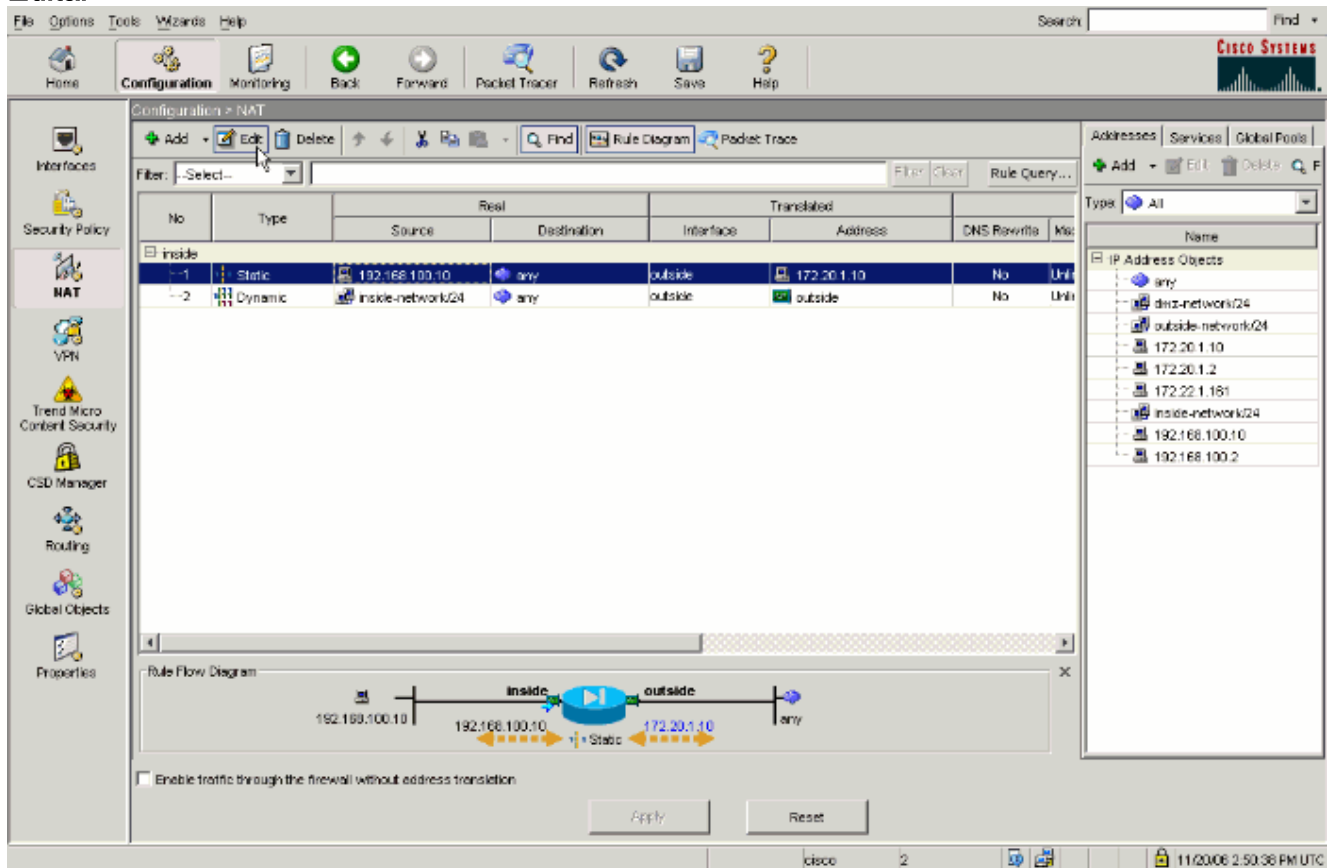 File Options Tools Wizards Help Search: Find
CISCO SYSTEMS
Home Configuration Monitoring Back Forward Packet Tracer Refresh Save Help
Configuration > NAT
Add Edit Delete Find Rule Diagram Packet Trace
Filter: --Select-- Filter Clear Rule Query...
No Type Real Translated
Source Destination Interface Address DNS Rewrite
inside
1 Static 192.168.100.10 any outside 172.20.1.10 No
2 Dynamic inside-network/24 any outside outside No
Interfaces
Security Policy
NAT
VPN
Trend Micro
Content Security
CSD Manager
Routing
Global Objects
Properties
Addresses Services Global Pools
Add Edit Delete F
Type: All
Name
IP Address Objects
any
dmz-network/24
outside-network/24
172.20.1.10
172.20.1.2
172.22.1.161
inside-network/24
192.168.100.10
192.168.100.2
Rule Flow Diagram
inside outside
192.168.100.10 192.168.100.10 172.20.1.10 any
Static
Enable traffic through the firewall without address translation
Apply Reset
cisco 2 11/20/06 2:50:38 PM UTC